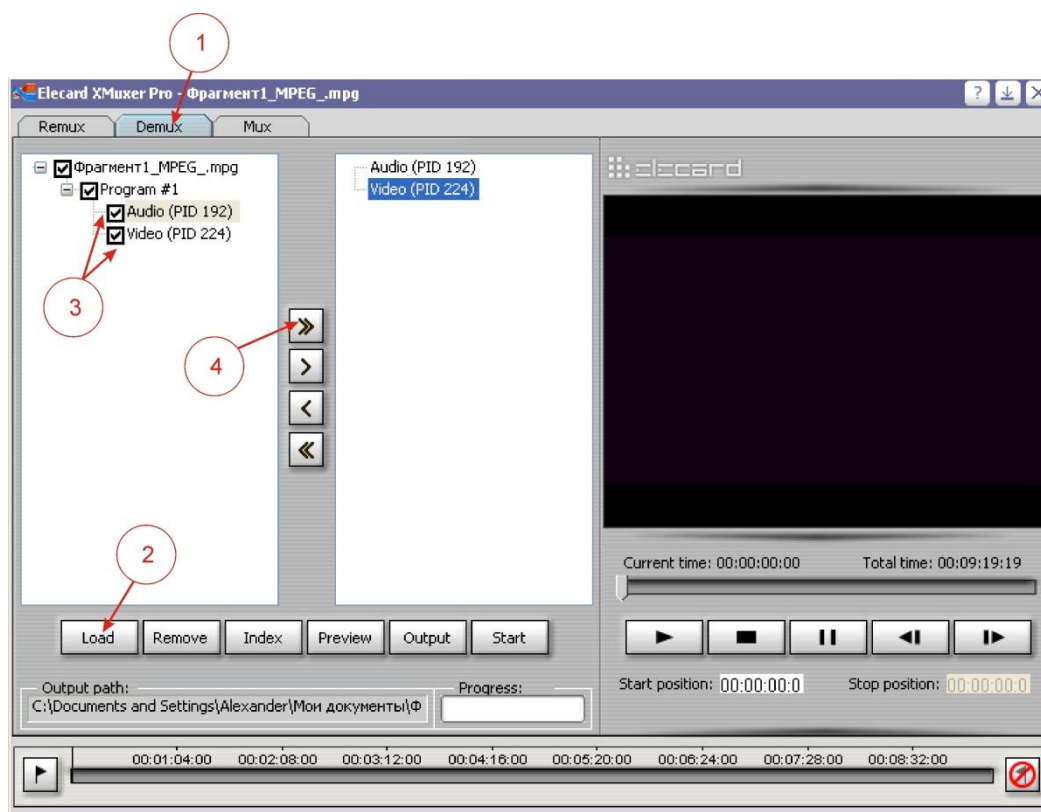 1
Elecard XMuxer Pro - Фрагмент1_MPEG_.mpg
Remux Demux Mux
Фрагмент1_MPEG_.mpg
Program #1
Audio (PID 192)
Video (PID 224)
3
Audio (PID 192)
Video (PID 224)
4
2
Load Remove Index Preview Output Start
Output path:
C:\Documents and Settings\Alexander\Мои документы\Ф
Progress:
elecard
Current time: 00:00:00:00 Total time: 00:09:19:19
Start position: 00:00:00:0 Stop position: 00:00:00:0
00:01:04:00 00:02:08:00 00:03:12:00 00:04:16:00 00:05:20:00 00:06:24:00 00:07:28:00 00:08:32:00